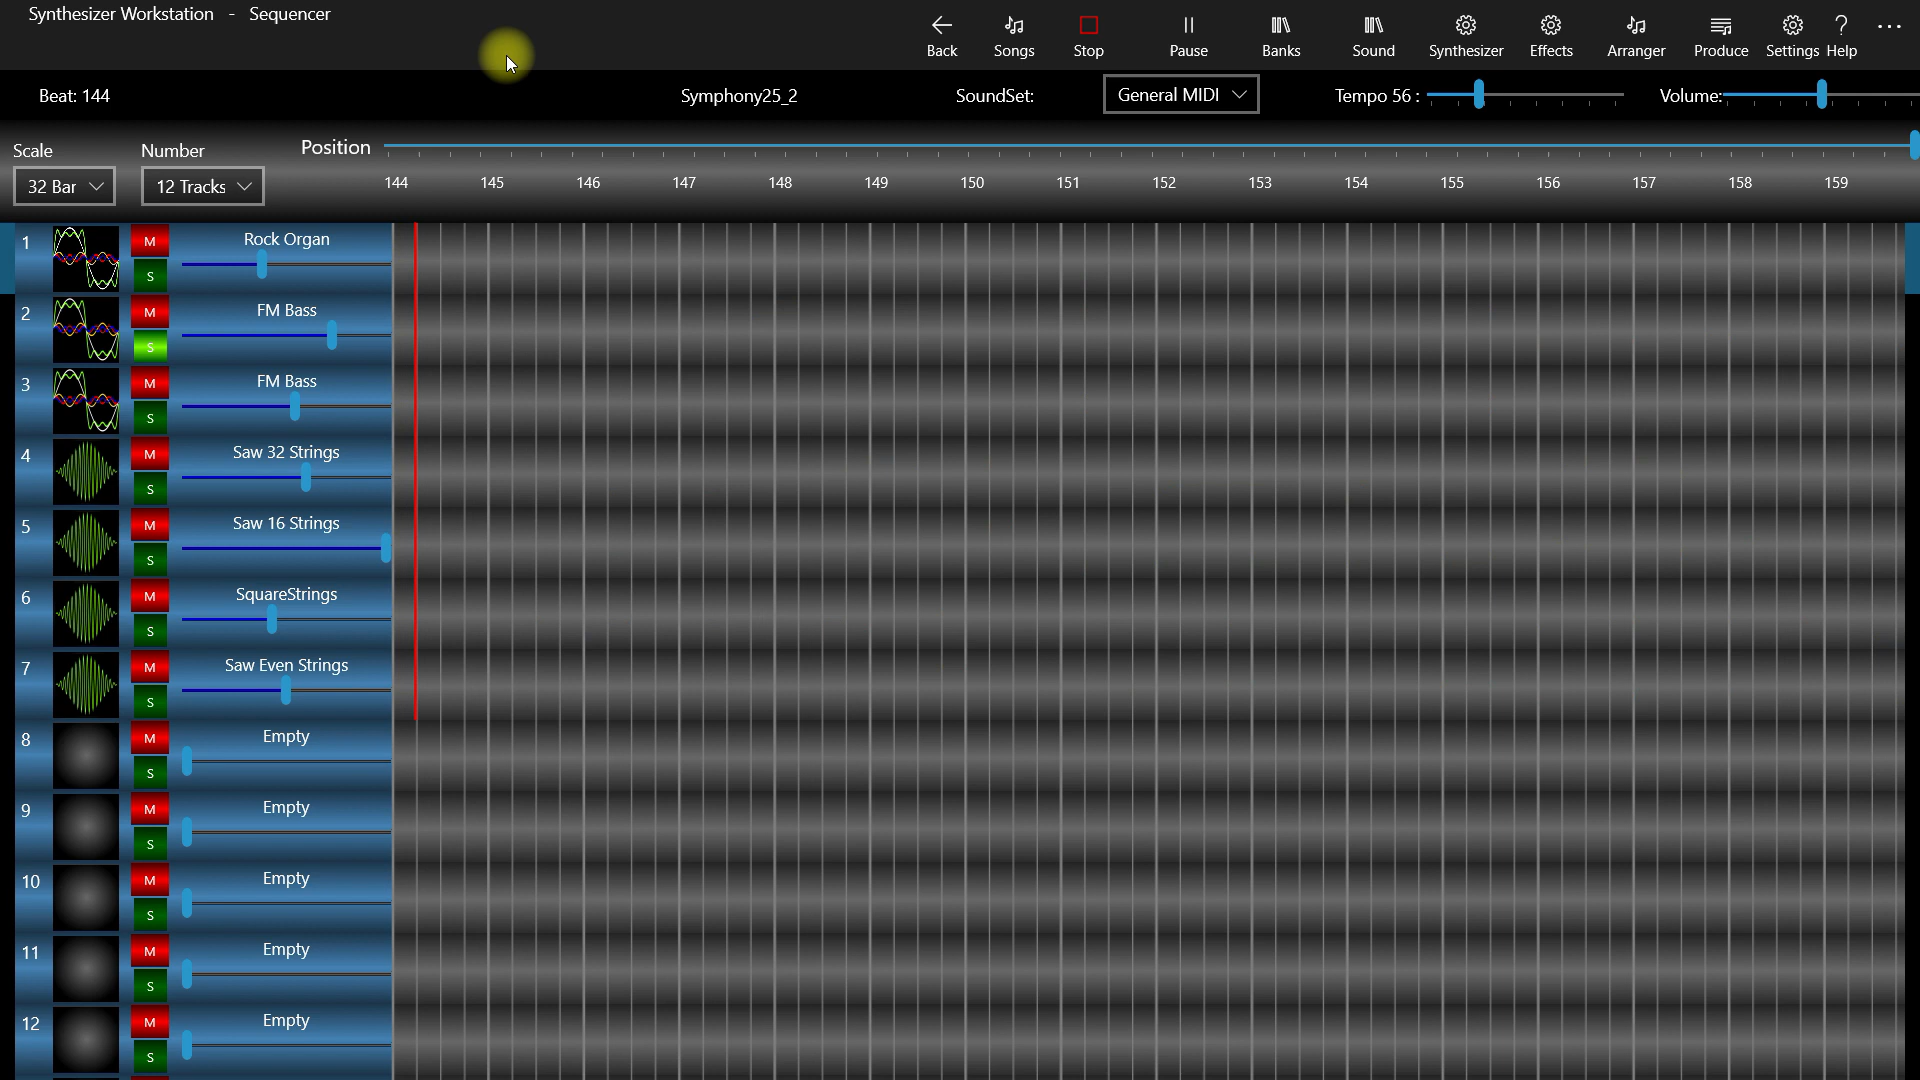 Synthesizer Workstation - Sequencer
Back Songs Stop Pause Banks Sound Synthesizer Effects Arranger Produce Settings Help
Beat: 144 Symphony25_2 SoundSet: General MIDI Tempo 56 : Volume:
Scale Number Position
32 Bar 12 Tracks
144 145 146 147 148 149 150 151 152 153 154 155 156 157 158 159
1 M Rock Organ
S
2 M FM Bass
S
3 M FM Bass
S
4 M Saw 32 Strings
S
5 M Saw 16 Strings
S
6 M SquareStrings
S
7 M Saw Even Strings
S
8 M Empty
S
9 M Empty
S
10 M Empty
S
11 M Empty
S
12 M Empty
S